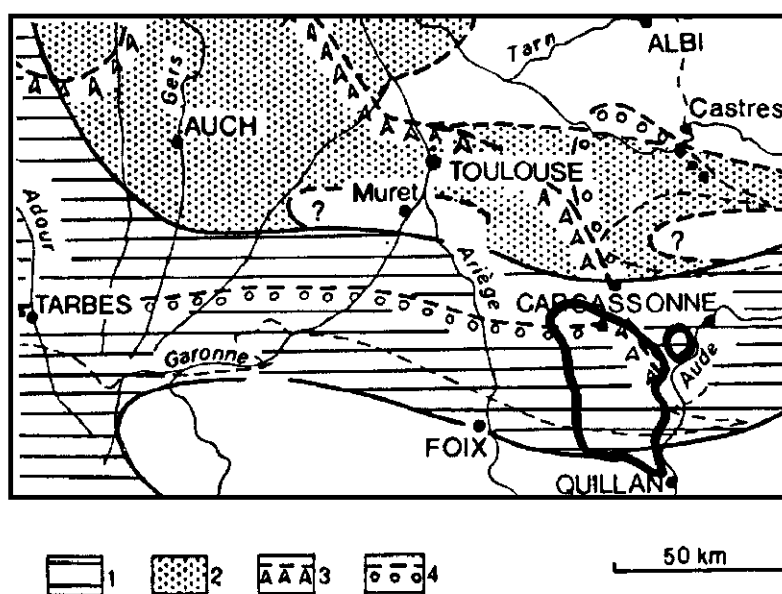 Tarn
ALBI
Gers
Castres
AUCH
TOULOUSE
Muret
?
?
Adour
Ariège
TARBES
CARCASSONNE
Garonne
Aude
FOIX
QUILLAN
1 2 3 4 50 km